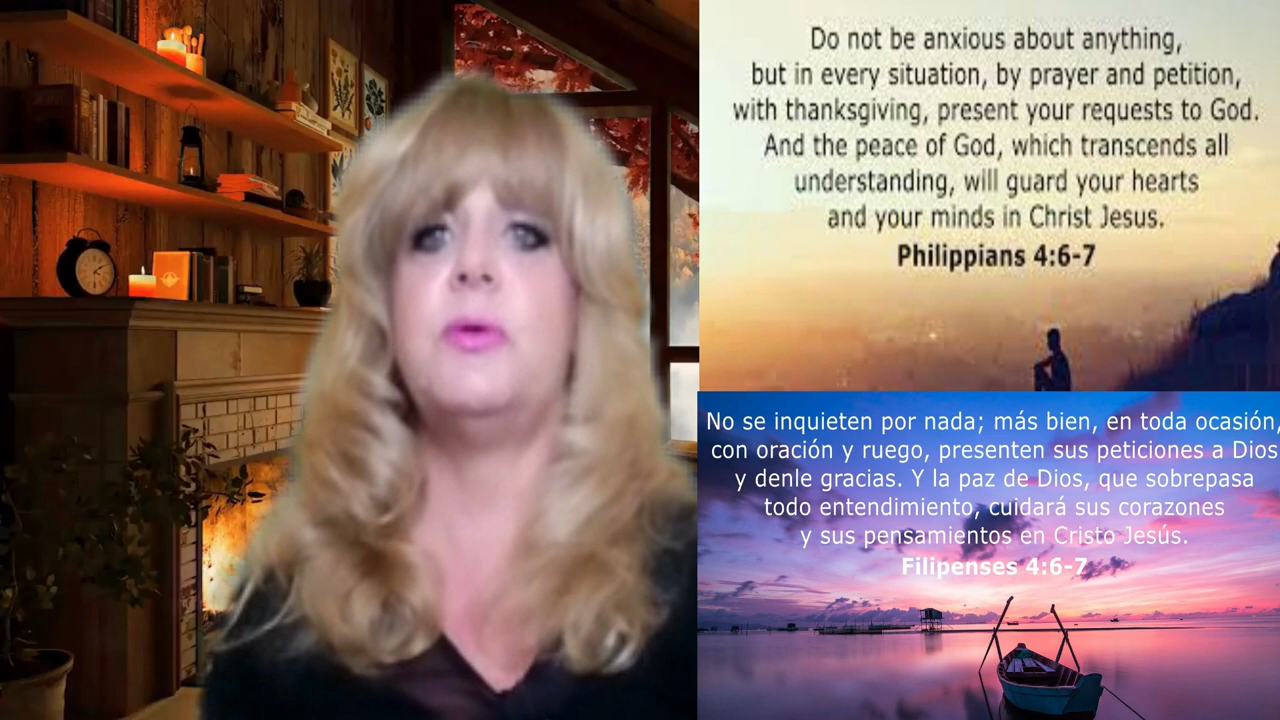 Do not be anxious about anything,
but in every situation, by prayer and petition,
with thanksgiving, present your requests to God.
And the peace of God, which transcends all
understanding, will guard your hearts
and your minds in Christ Jesus.
Philippians 4:6-7
No se inquieten por nada; más bien, en toda ocasión,
con oración y ruego, presenten sus peticiones a Dios
y denle gracias. Y la paz de Dios, que sobrepasa
todo entendimiento, cuidará sus corazones
y sus pensamientos en Cristo Jesús.
Filipenses 4:6-7